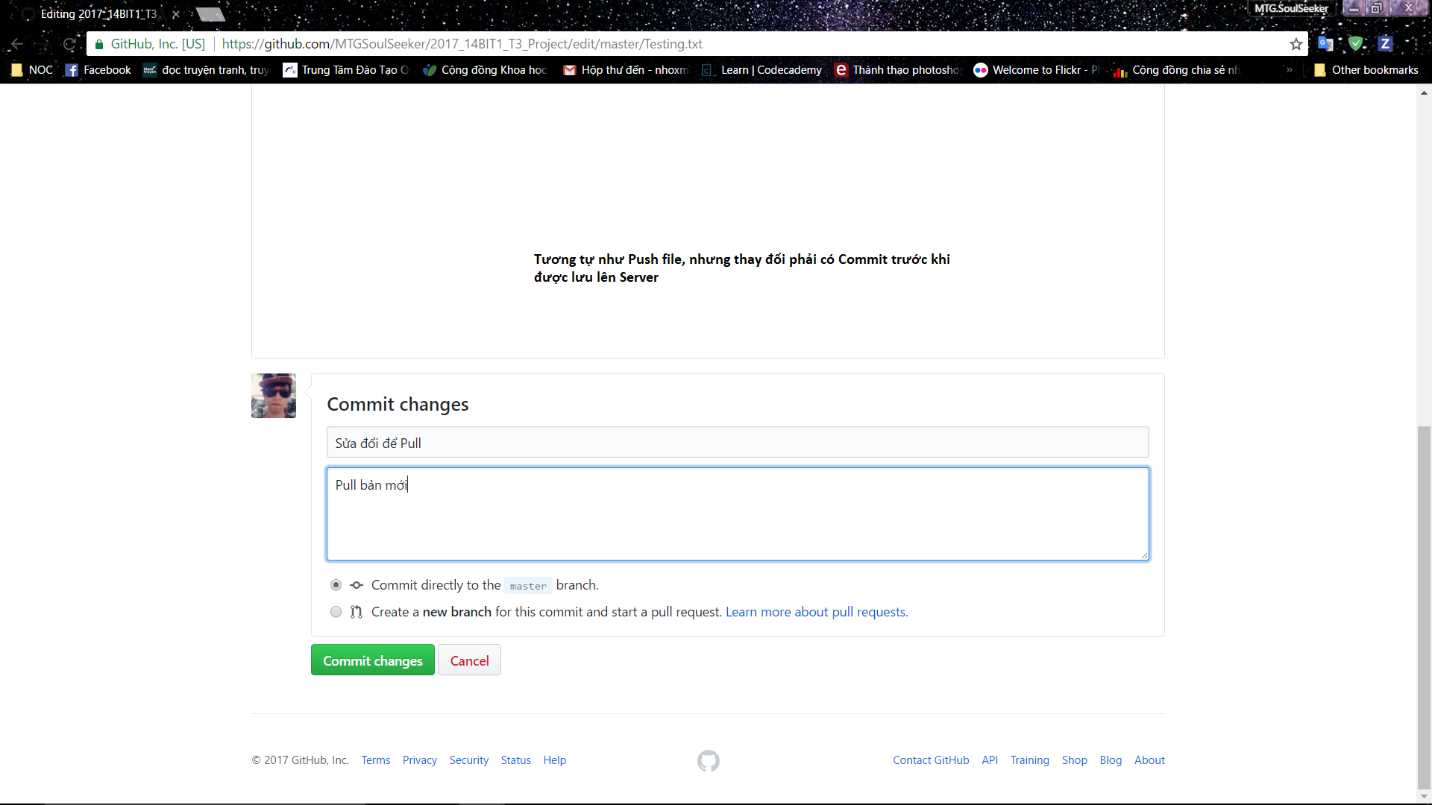 Editing 2017_14BIT1_T3
MTG.SoulSeeker
GitHub, Inc. [US]
https://github.com/MTGSoulSeeker/2017_14BIT1_T3_Project/edit/master/Testing.txt
NOC
Facebook
đọc truyện tranh, truy
Trung Tâm Đào Tạo Q
Cộng đồng Khoa học
Hộp thư đến - nhoxm
Learn | Codecademy
Thành thạo photosho
Welcome to Flickr - Ph
Cộng đồng chia sẻ nh
»
Other bookmarks
Tương tự như Push file, nhưng thay đổi phải có Commit trước khi
được lưu lên Server
Commit changes
Sửa đổi để Pull
Pull bản mới
Commit directly to the master branch.
Create a new branch for this commit and start a pull request. Learn more about pull requests.
Commit changes
Cancel
© 2017 GitHub, Inc. Terms Privacy Security Status Help
Contact GitHub API Training Shop Blog About